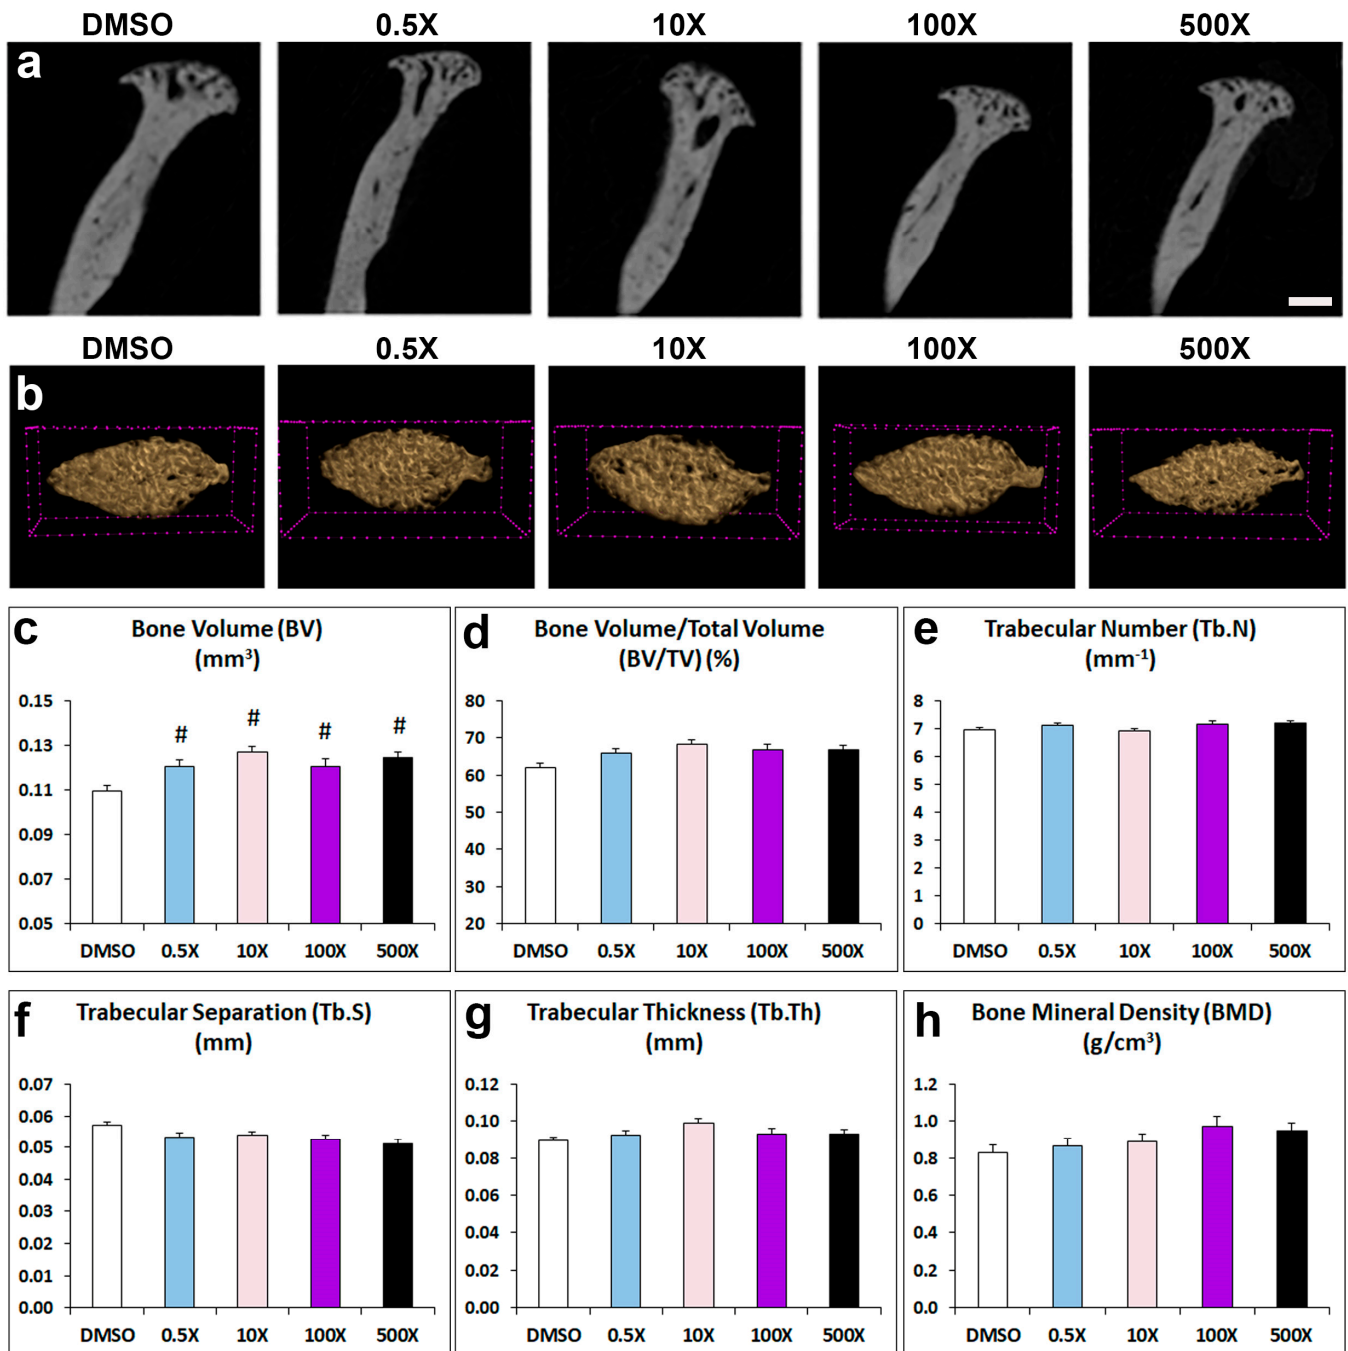 DMSO 0.5X 10X 100X 500X
a
DMSO 0.5X 10X 100X 500X
b
c
Bone Volume (BV)
(mm³)
0.15
0.13
0.11
0.09
0.07
0.05
# # # #
DMSO 0.5X 10X 100X 500X
d
Bone Volume/Total Volume
(BV/TV) (%)
80
70
60
50
40
30
20
DMSO 0.5X 10X 100X 500X
e
Trabecular Number (Tb.N)
(mm⁻¹)
8
7
6
5
4
3
2
1
0
DMSO 0.5X 10X 100X 500X
f
Trabecular Separation (Tb.S)
(mm)
0.07
0.06
0.05
0.04
0.03
0.02
0.01
0.00
DMSO 0.5X 10X 100X 500X
g
Trabecular Thickness (Tb.Th)
(mm)
0.12
0.10
0.08
0.06
0.04
0.02
0.00
DMSO 0.5X 10X 100X 500X
h
Bone Mineral Density (BMD)
(g/cm³)
1.2
1.0
0.8
0.6
0.4
0.2
0.0
DMSO 0.5X 10X 100X 500X